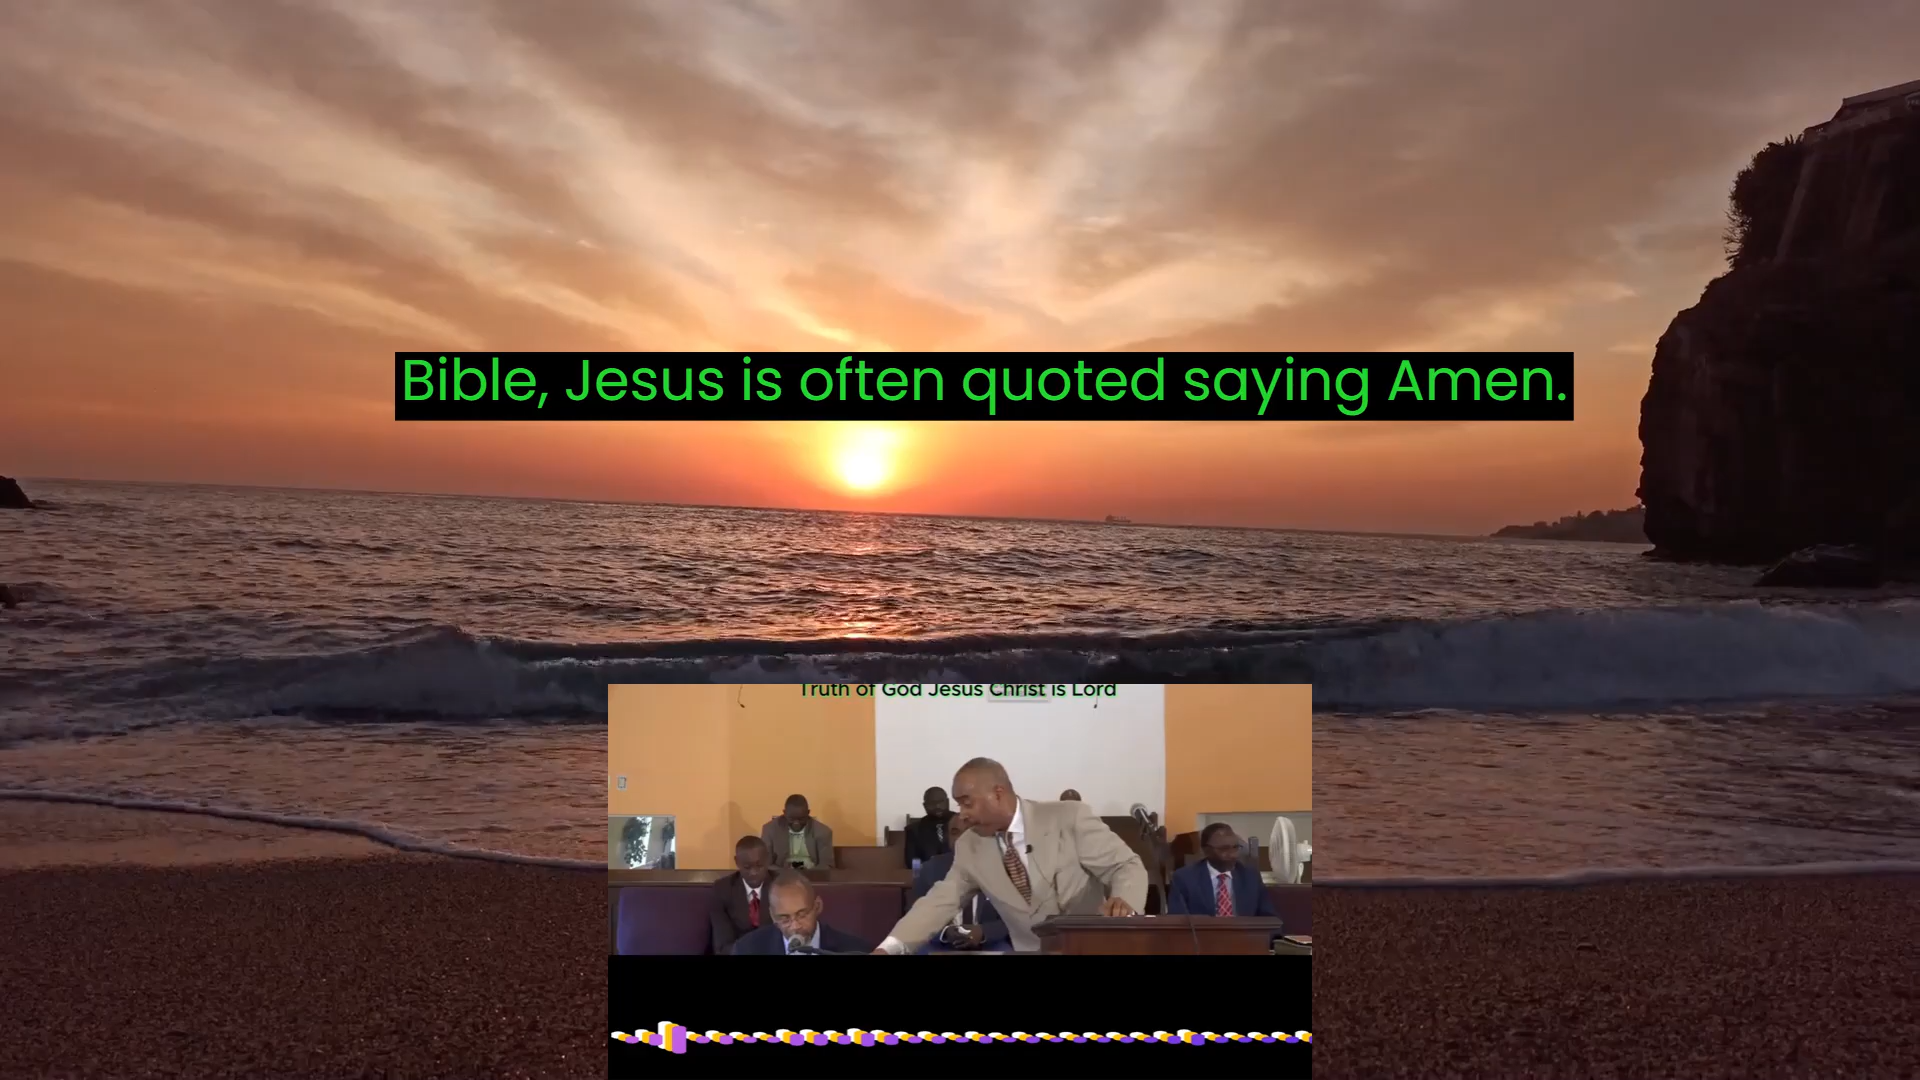 Bible, Jesus is often quoted saying Amen.
Truth of God Jesus Christ is Lord